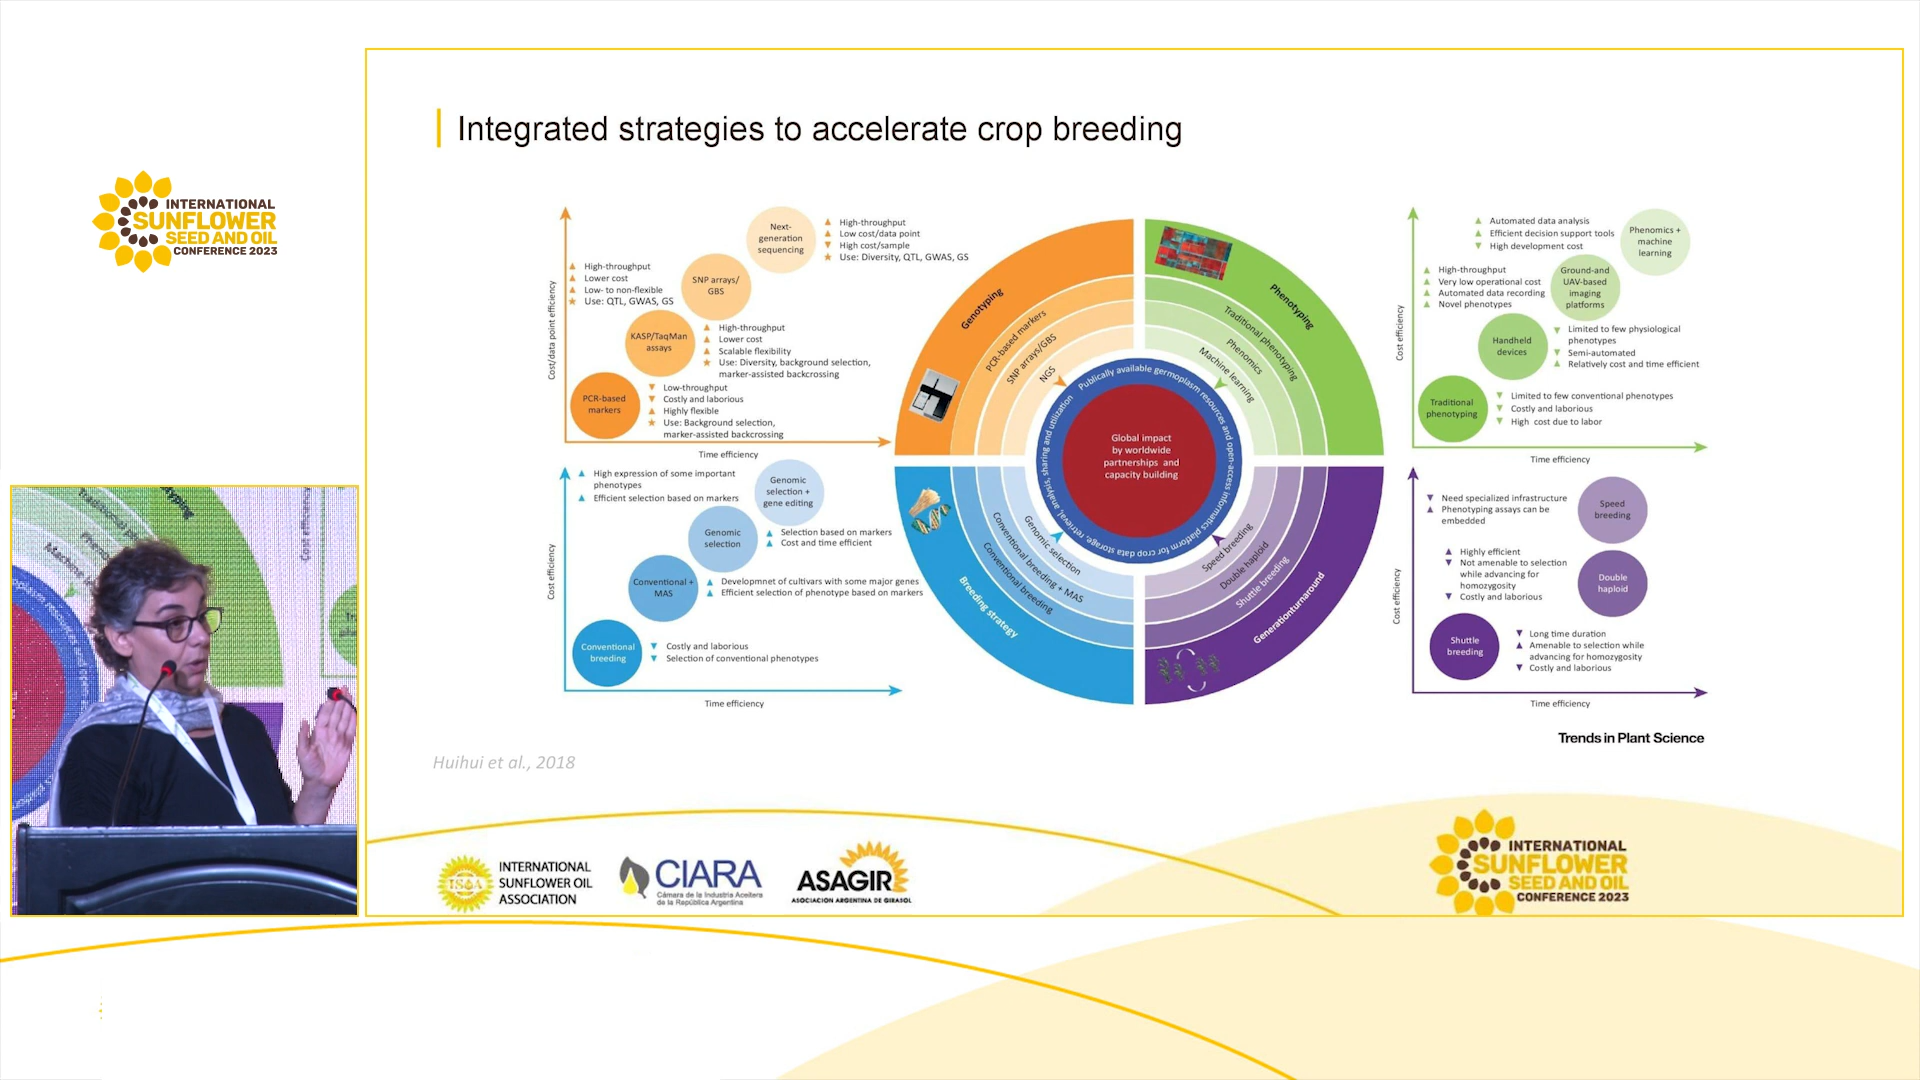 INTERNATIONAL
SUNFLOWER
SEED AND OIL
CONFERENCE 2023
Integrated strategies to accelerate crop breeding
Cost/data point efficiency
Next-
generation
sequencing
High-throughput
Low cost/data point
High cost/sample
Use: Diversity, QTL, GWAS, GS
SNP arrays/
GBS
High-throughput
Lower cost
Low- to non-flexible
Use: QTL, GWAS, GS
KASP/TaqMan
assays
High-throughput
Lower cost
Scalable flexibility
Use: Diversity, background selection,
marker-assisted backcrossing
PCR-based
markers
Low-throughput
Costly and laborious
Highly flexible
Use: Background selection,
marker-assisted backcrossing
Time efficiency
Cost efficiency
High expression of some important
phenotypes
Efficient selection based on markers
Genomic
selection +
gene editing
Genomic
selection
Selection based on markers
Cost and time efficient
Conventional +
MAS
Developmnet of cultivars with some major genes
Efficient selection of phenotype based on markers
Conventional
breeding
Costly and laborious
Selection of conventional phenotypes
Time efficiency
Genotyping
PCR-based markers
SNP arrays/GBS
NGS
Phenotyping
Traditional phenotyping
Phenomics
Machine learning
Publically available germoplasm resources and open-access informatics platform for crop data storage, retrieval, analysis, sharing and utilization
Global impact
by worldwide
partnerships and
capacity building
Breeding strategy
Conventional breeding
Conventional breeding + MAS
Genomic selection
Speed breeding
Double haploid
Shuttle breeding
Generationturnaround
Cost efficiency
Automated data analysis
Efficient decision support tools
High development cost
Phenomics +
machine
learning
High-throughput
Very low operational cost
Automated data recording
Novel phenotypes
Ground-and
UAV-based
imaging
platforms
Handheld
devices
Limited to few physiological
phenotypes
Semi-automated
Relatively cost and time efficient
Traditional
phenotyping
Limited to few conventional phenotypes
Costly and laborious
High cost due to labor
Time efficiency
Cost efficiency
Need specialized infrastructure
Phenotyping assays can be
embedded
Speed
breeding
Highly efficient
Not amenable to selection
while advancing for
homozygosity
Costly and laborious
Double
haploid
Shuttle
breeding
Long time duration
Amenable to selection while
advancing for homozygosity
Costly and laborious
Time efficiency
Trends in Plant Science
Huihui et al., 2018
ISOA
INTERNATIONAL
SUNFLOWER OIL
ASSOCIATION
CIARA
Cámara de la Industria Aceitera
de la República Argentina
ASAGIR
ASOCIACION ARGENTINA DE GIRASOL
INTERNATIONAL
SUNFLOWER
SEED AND OIL
CONFERENCE 2023